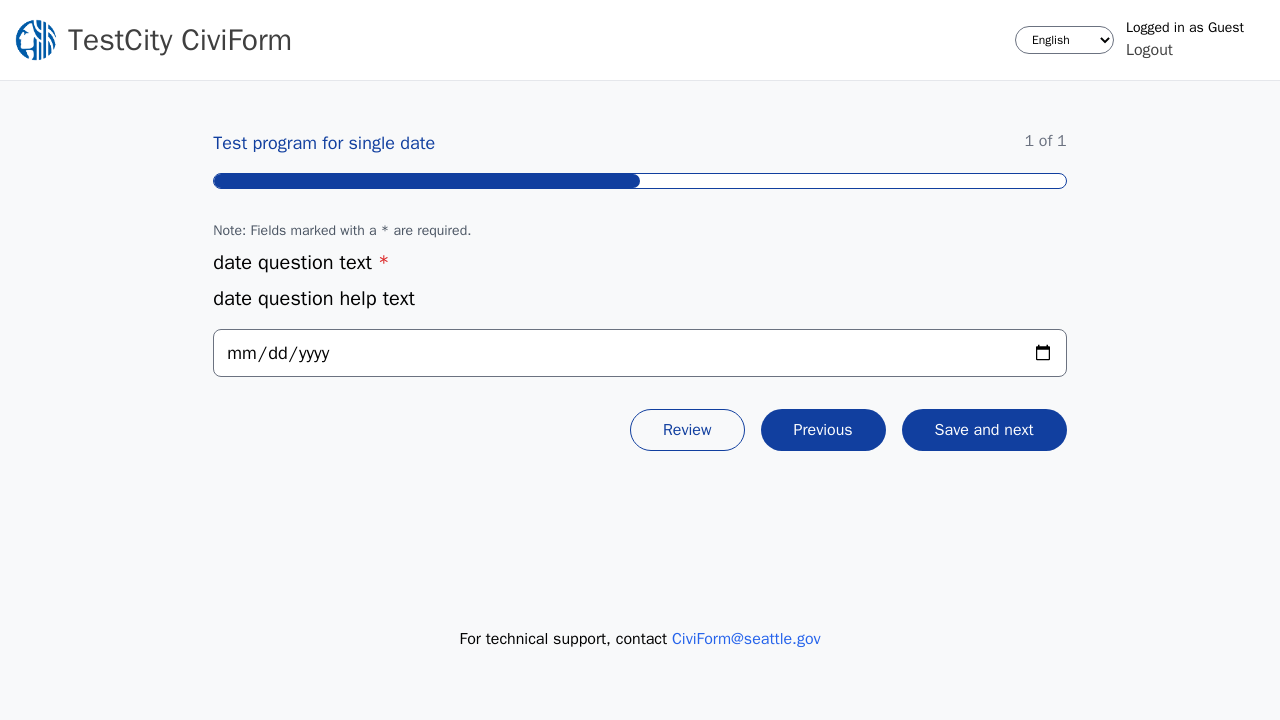 TestCity CiviForm
English
Logged in as Guest
Logout
Test program for single date
1 of 1
Note: Fields marked with a * are required.
date question text *
date question help text
mm/dd/yyyy
Review
Previous
Save and next
For technical support, contact CiviForm@seattle.gov